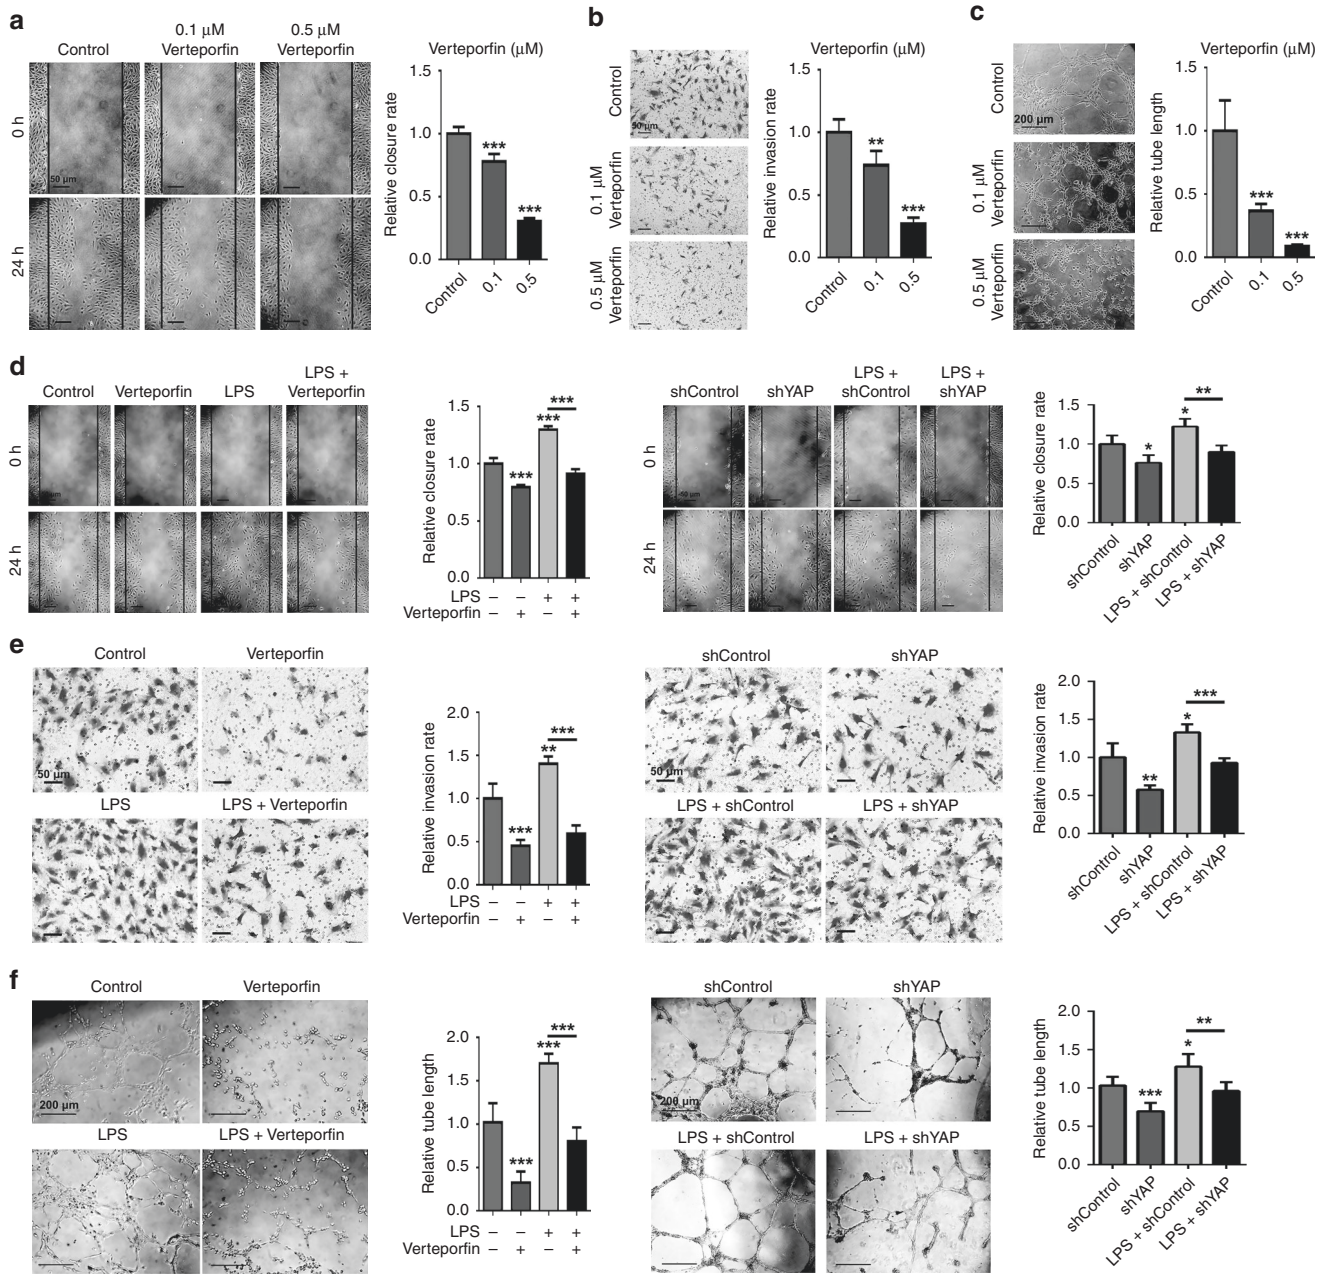 a
Control
0.1 µM
Verteporfin
0.5 µM
Verteporfin
0 h
50 µm
24 h
Verteporfin (µM)
Relative closure rate
1.5
1.0
0.5
0.0
***
***
Control
0.1
0.5
b
Control
50 µm
0.1 µM
Verteporfin
0.5 µM
Verteporfin
Verteporfin (µM)
Relative invasion rate
1.5
1.0
0.5
0.0
**
***
Control
0.1
0.5
c
Control
200 µm
0.1 µM
Verteporfin
0.5 µM
Verteporfin
Verteporfin (µM)
Relative tube length
1.5
1.0
0.5
0.0
***
***
Control
0.1
0.5
d
Control
Verteporfin
LPS
LPS +
Verteporfin
0 h
24 h
Relative closure rate
1.5
1.0
0.5
0.0
***
***
***
LPS − − + +
Verteporfin − + − +
shControl
shYAP
LPS +
shControl
LPS +
shYAP
0 h
24 h
Relative closure rate
1.5
1.0
0.5
0.0
*
*
**
shControl
shYAP
LPS + shControl
LPS + shYAP
e
Control
Verteporfin
50 µm
LPS
LPS + Verteporfin
Relative invasion rate
2.0
1.5
1.0
0.5
0.0
***
**
***
LPS − − + +
Verteporfin − + − +
shControl
shYAP
50 µm
LPS + shControl
LPS + shYAP
Relative invasion rate
2.0
1.5
1.0
0.5
0.0
**
*
***
shControl
shYAP
LPS + shControl
LPS + shYAP
f
Control
Verteporfin
200 µm
LPS
LPS + Verteporfin
Relative tube length
2.0
1.5
1.0
0.5
0.0
***
***
***
LPS − − + +
Verteporfin − + − +
shControl
shYAP
200 µm
LPS + shControl
LPS + shYAP
Relative tube length
2.0
1.5
1.0
0.5
0.0
***
*
**
shControl
shYAP
LPS + shControl
LPS + shYAP